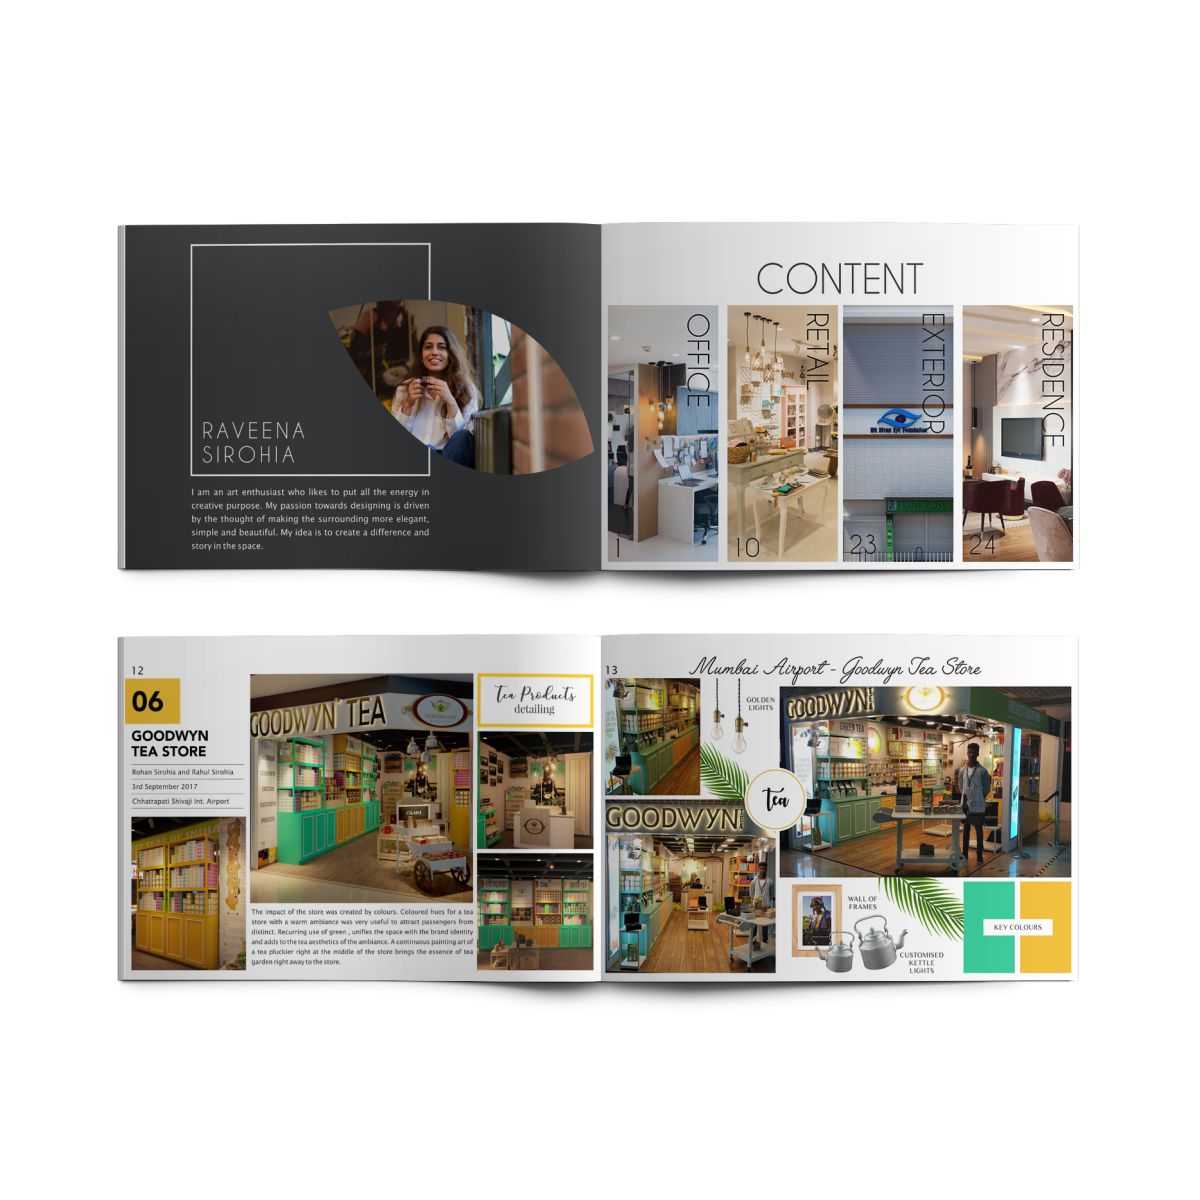 RAVEENA
SIROHIA
I am an art enthusiast who likes to put all the energy in
creative purpose. My passion towards designing is driven
by the thought of making the surrounding more elegant,
simple and beautiful. My idea is to create a difference and
story in the space.
CONTENT
OFFICE
RETAIL
EXTERIOR
RESIDENCE
1
10
23
24
12
06
GOODWYN
TEA STORE
Rohan Sirohia and Rahul Sirohia
3rd September 2017
Chhatrapati Shivaji Int. Airport
GOODWYN TEA
GOODWYN
CHAI
Tea Products
detailing
The impact of the store was created by colours. Coloured hues for a tea
store with a warm ambiance was very useful to attract passengers from
distinct. Recurring use of green , unifies the space with the brand identity
and adds to the tea aesthetics of the ambiance. A continuous painting art of
a tea pluckier right at the middle of the store brings the essence of tea
garden right away to the store.
13
Mumbai Airport - Goodwyn Tea Store
GOLDEN
LIGHTS
GOODWYN
GREEN TEA
Tea
GOODWYN
WALL OF
FRAMES
CUSTOMISED
KETTLE
LIGHTS
KEY COLOURS